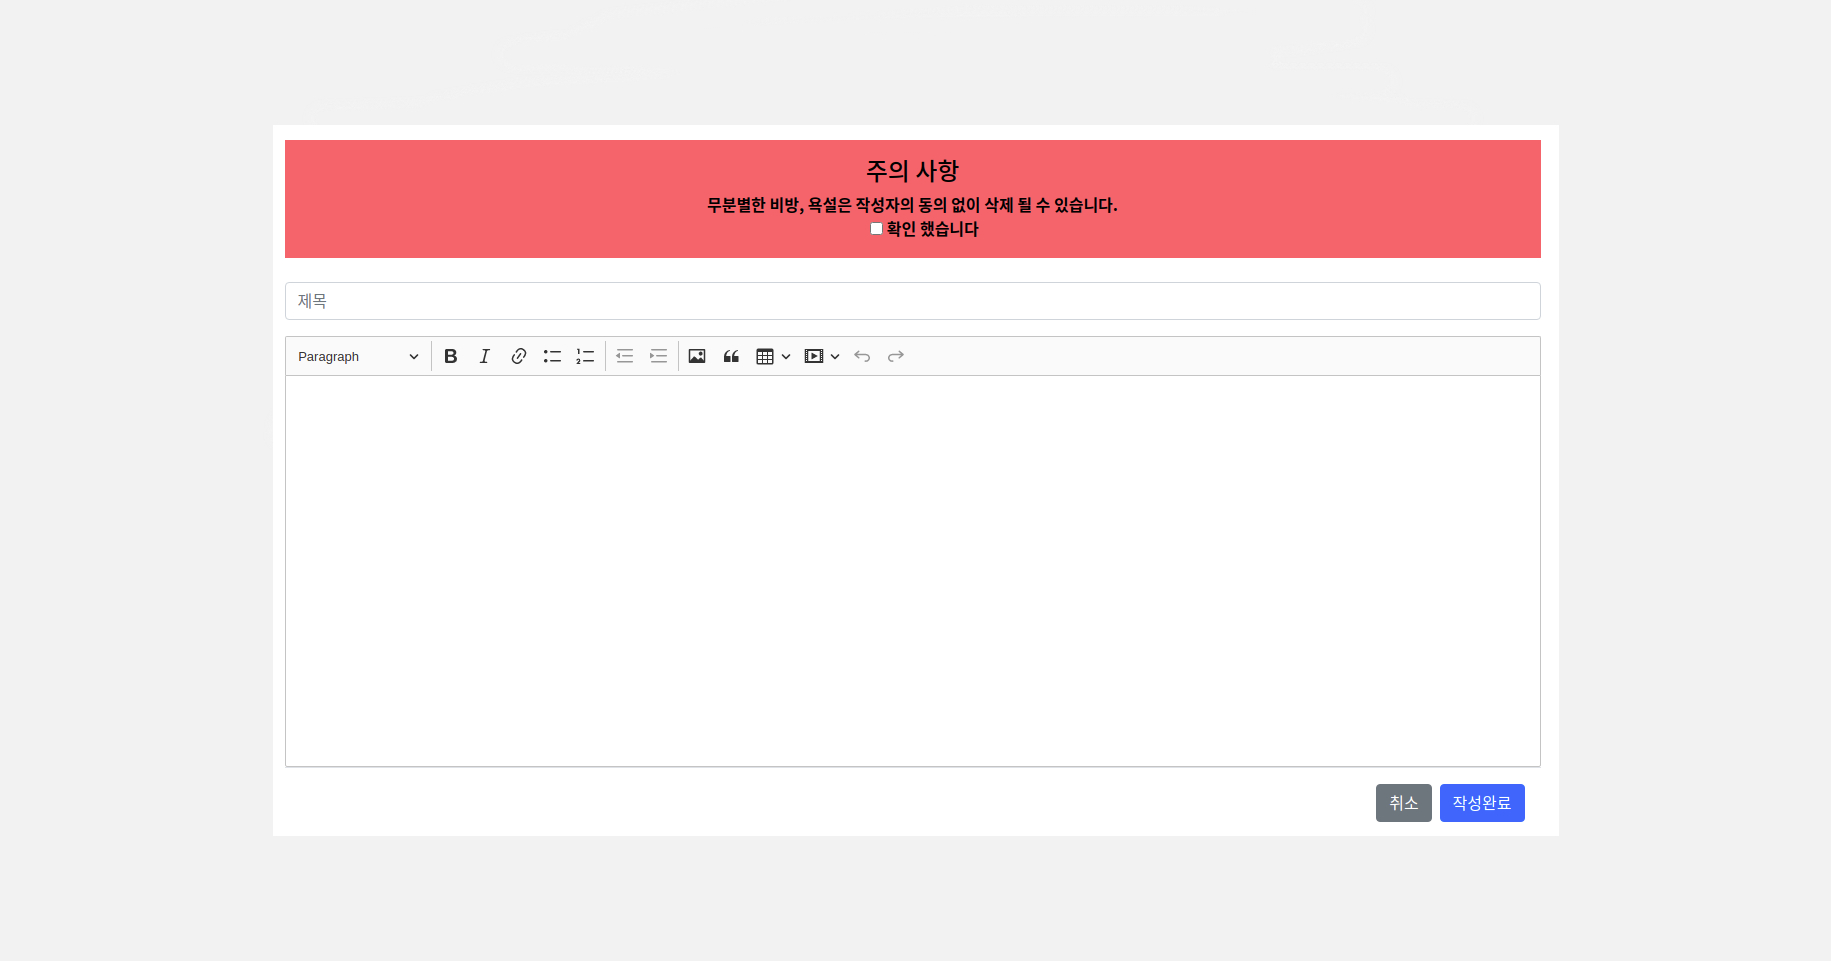 주의 사항
무분별한 비방, 욕설은 작성자의 동의 없이 삭제 될 수 있습니다.
확인 했습니다
제목
Paragraph
취소 작성완료